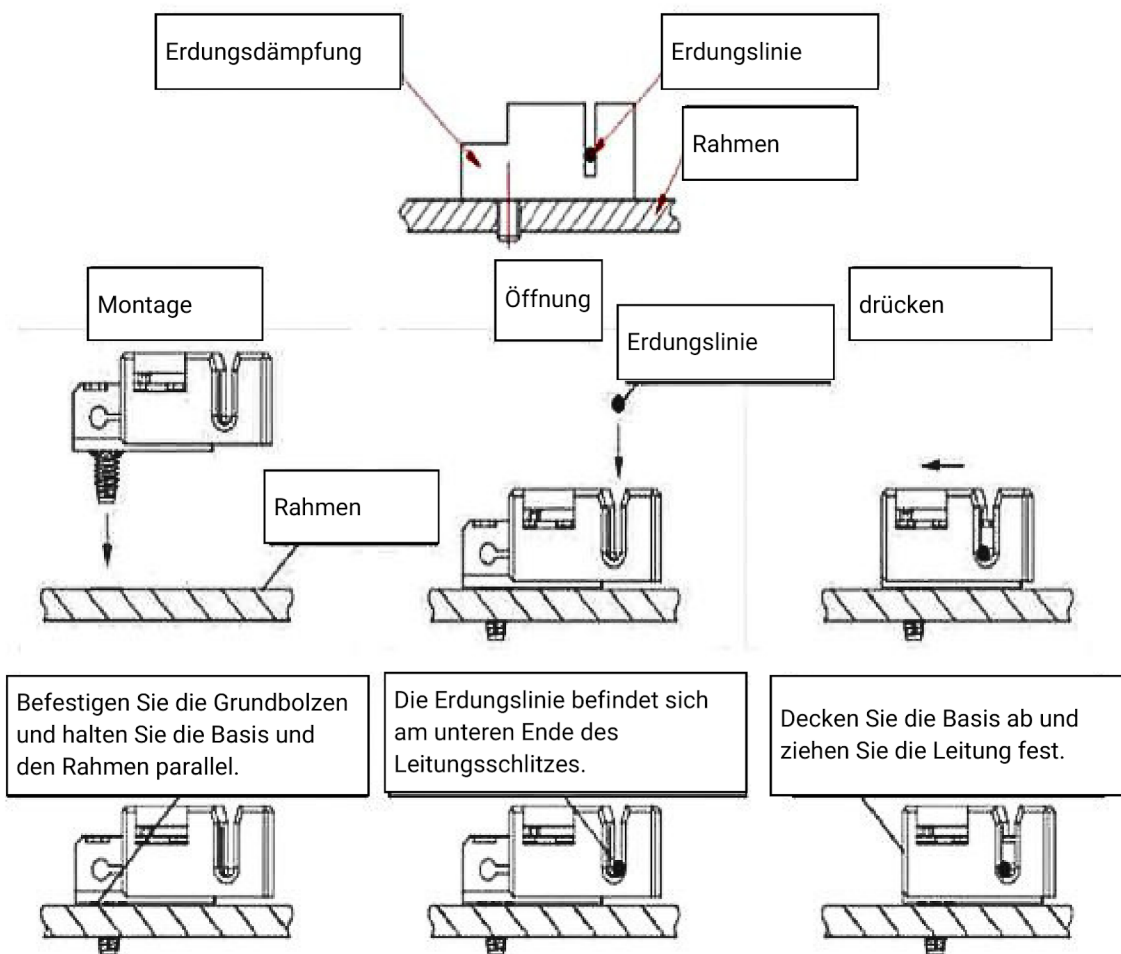 Erdungsdämpfung
Erdungslinie
Rahmen
Montage
Öffnung
drücken
Erdungslinie
Rahmen
Befestigen Sie die Grundbolzen
und halten Sie die Basis und
den Rahmen parallel.
Die Erdungslinie befindet sich
am unteren Ende des
Leitungsschlitzes.
Decken Sie die Basis ab und
ziehen Sie die Leitung fest.